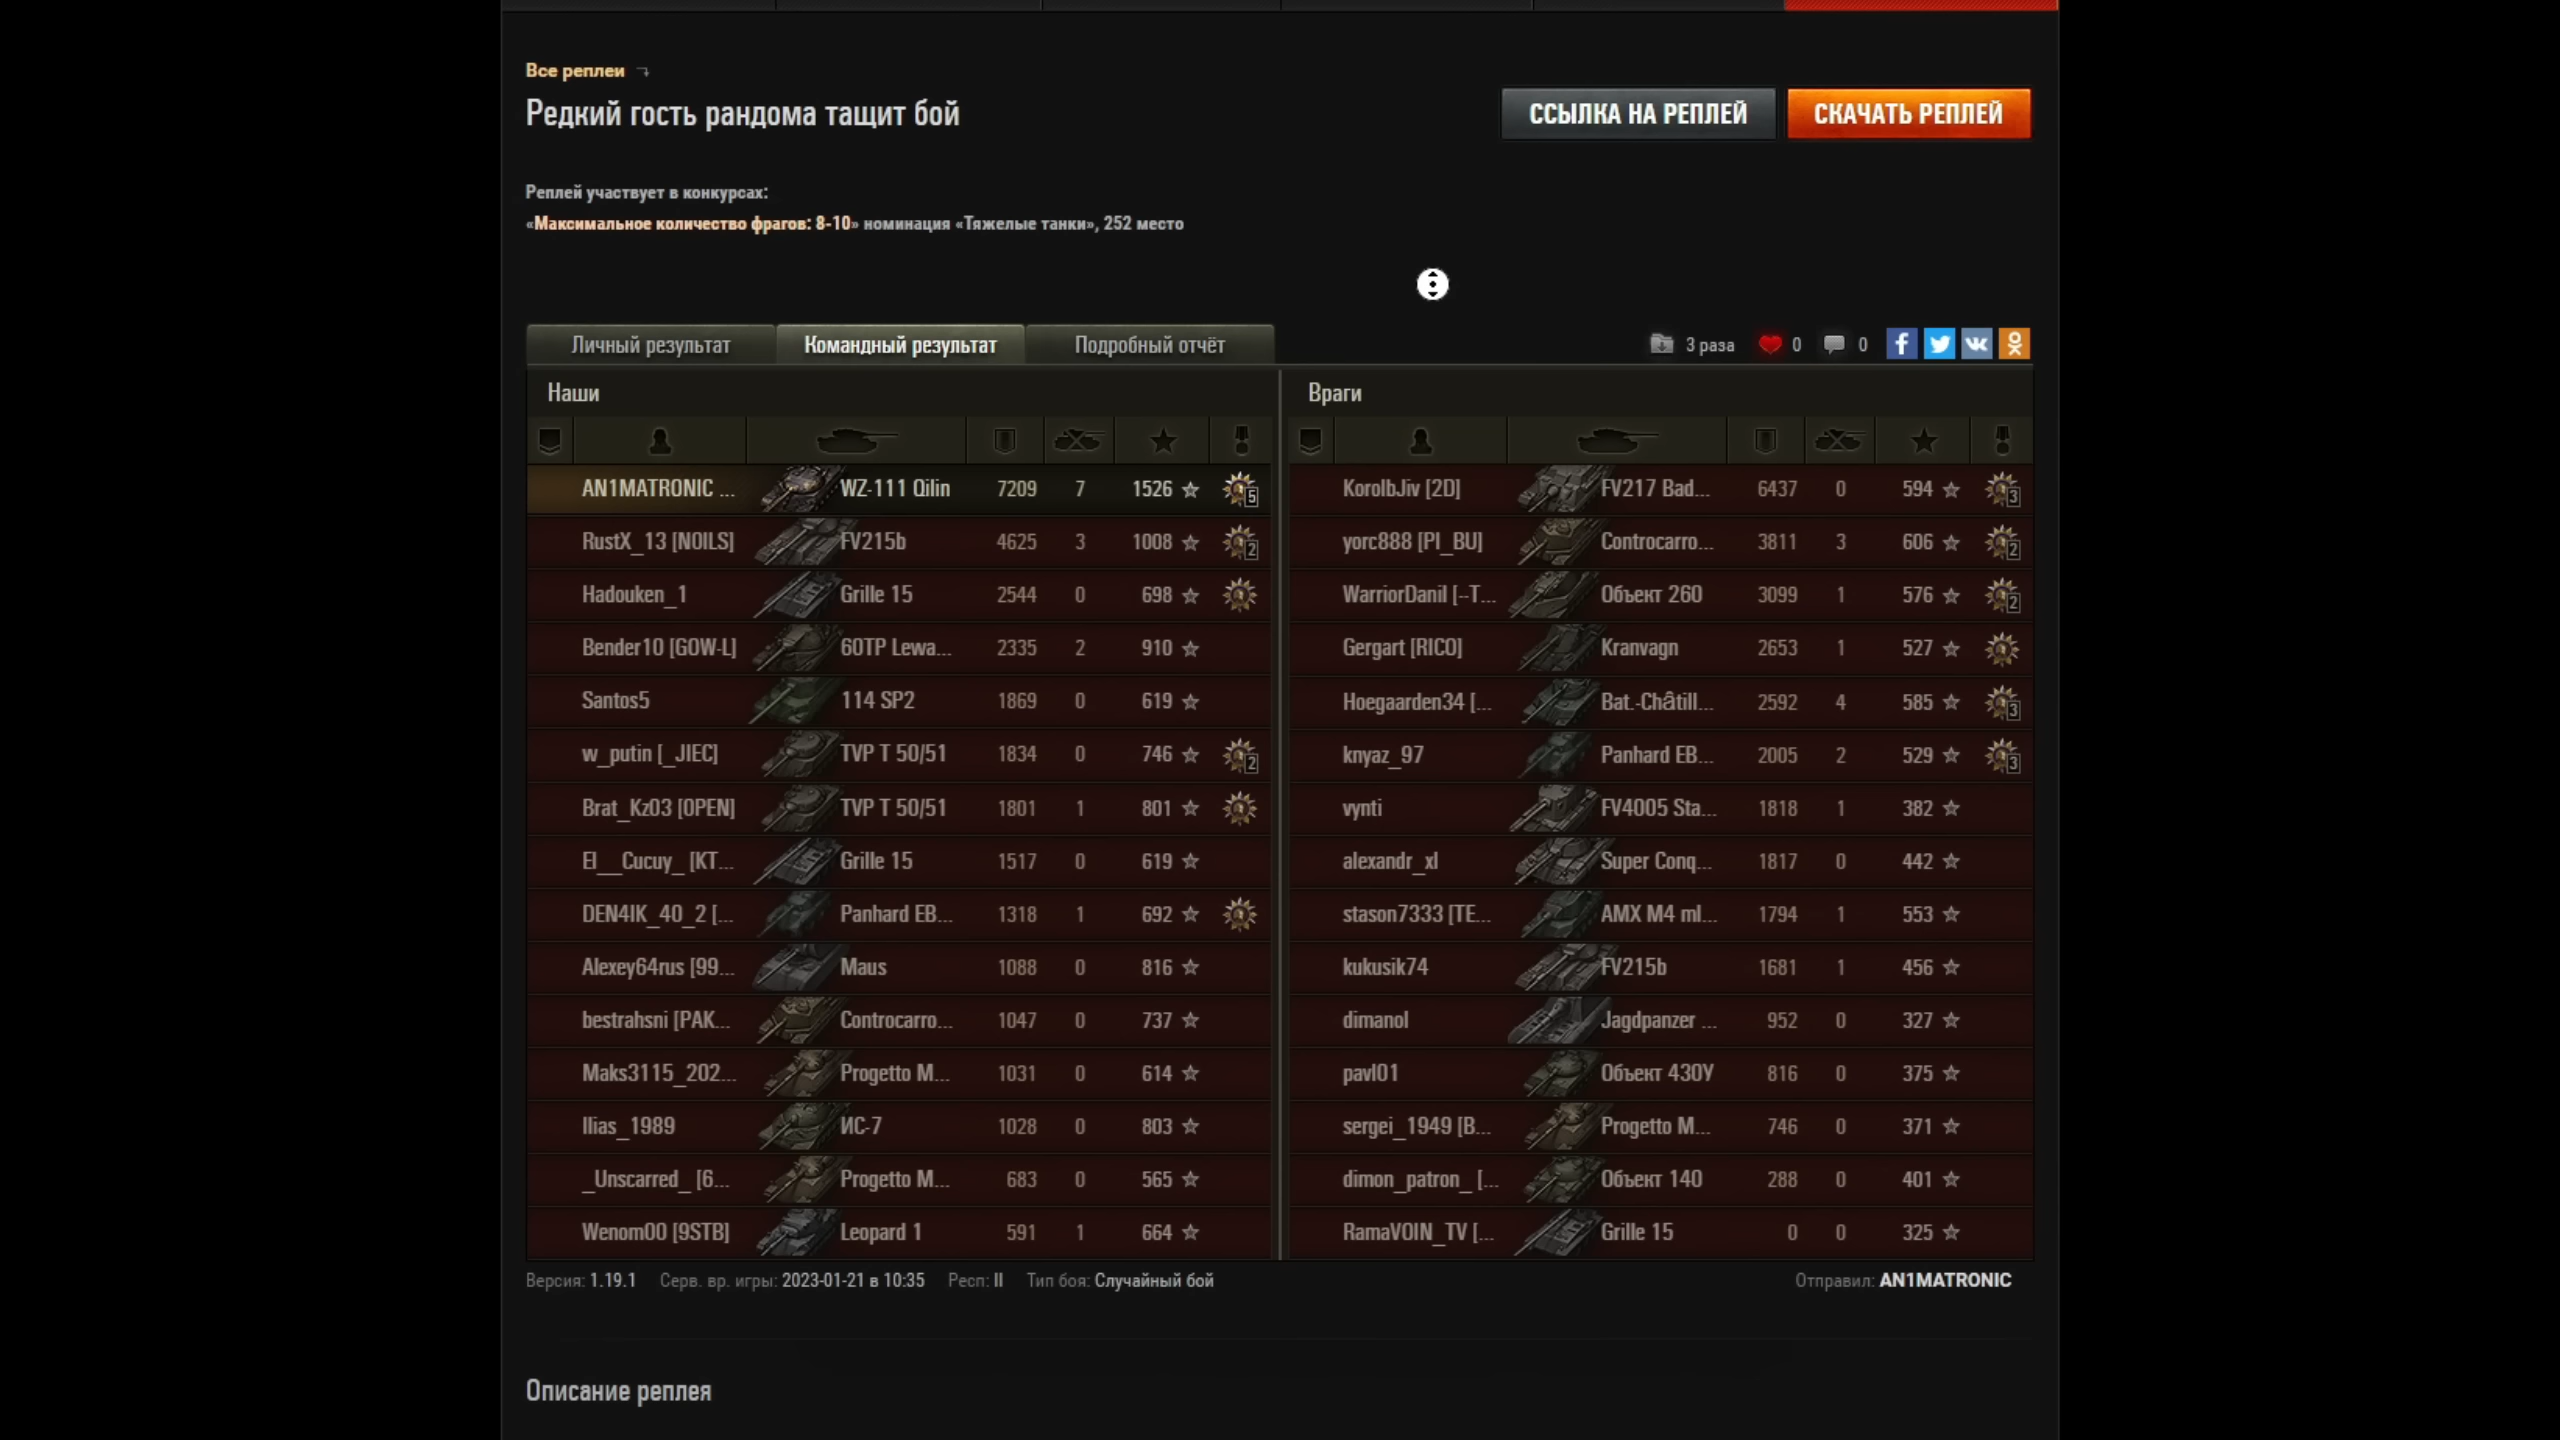 Все реплеи
Редкий гость рандома тащит бой
ССЫЛКА НА РЕПЛЕЙ
СКАЧАТЬ РЕПЛЕЙ
Реплей участвует в конкурсах:
«Максимальное количество фрагов: 8-10» номинация «Тяжелые танки», 252 место
Личный результат
Командный результат
Подробный отчёт
3 раза
0
0
Наши
AN1MATRONIC ... WZ-111 Qilin 7209 7 1526 5
RustX_13 [NOILS] FV215b 4625 3 1008 2
Hadouken_1 Grille 15 2544 0 698
Bender10 [GOW-L] 60TP Lewa... 2335 2 910
Santos5 114 SP2 1869 0 619
w_putin [_JIEC] TVP T 50/51 1834 0 746 2
Brat_Kz03 [OPEN] TVP T 50/51 1801 1 801
El__Cucuy_ [KT... Grille 15 1517 0 619
DEN4IK_40_2 [... Panhard EB... 1318 1 692
Alexey64rus [99... Maus 1088 0 816
bestrahsni [PAK... Controcarro... 1047 0 737
Maks3115_202... Progetto M... 1031 0 614
Ilias_1989 ИС-7 1028 0 803
_Unscarred_ [6... Progetto M... 683 0 565
Wenom00 [9STB] Leopard 1 591 1 664
Враги
KorolbJiv [2D] FV217 Bad... 6437 0 594 3
yorc888 [PI_BU] Controcarro... 3811 3 606 2
WarriorDanil [--T... Объект 260 3099 1 576 2
Gergart [RICO] Kranvagn 2653 1 527
Hoegaarden34 [... Bat.-Châtill... 2592 4 585 3
knyaz_97 Panhard EB... 2005 2 529 3
vynti FV4005 Sta... 1818 1 382
alexandr_xl Super Conq... 1817 0 442
stason7333 [TE... AMX M4 ml... 1794 1 553
kukusik74 FV215b 1681 1 456
dimanol Jagdpanzer ... 952 0 327
pavl01 Объект 430У 816 0 375
sergei_1949 [B... Progetto M... 746 0 371
dimon_patron_ [... Объект 140 288 0 401
RamaVOIN_TV [... Grille 15 0 0 325
Версия: 1.19.1 Серв. вр. игры: 2023-01-21 в 10:35 Респ: II Тип боя: Случайный бой
Отправил: AN1MATRONIC
Описание реплея